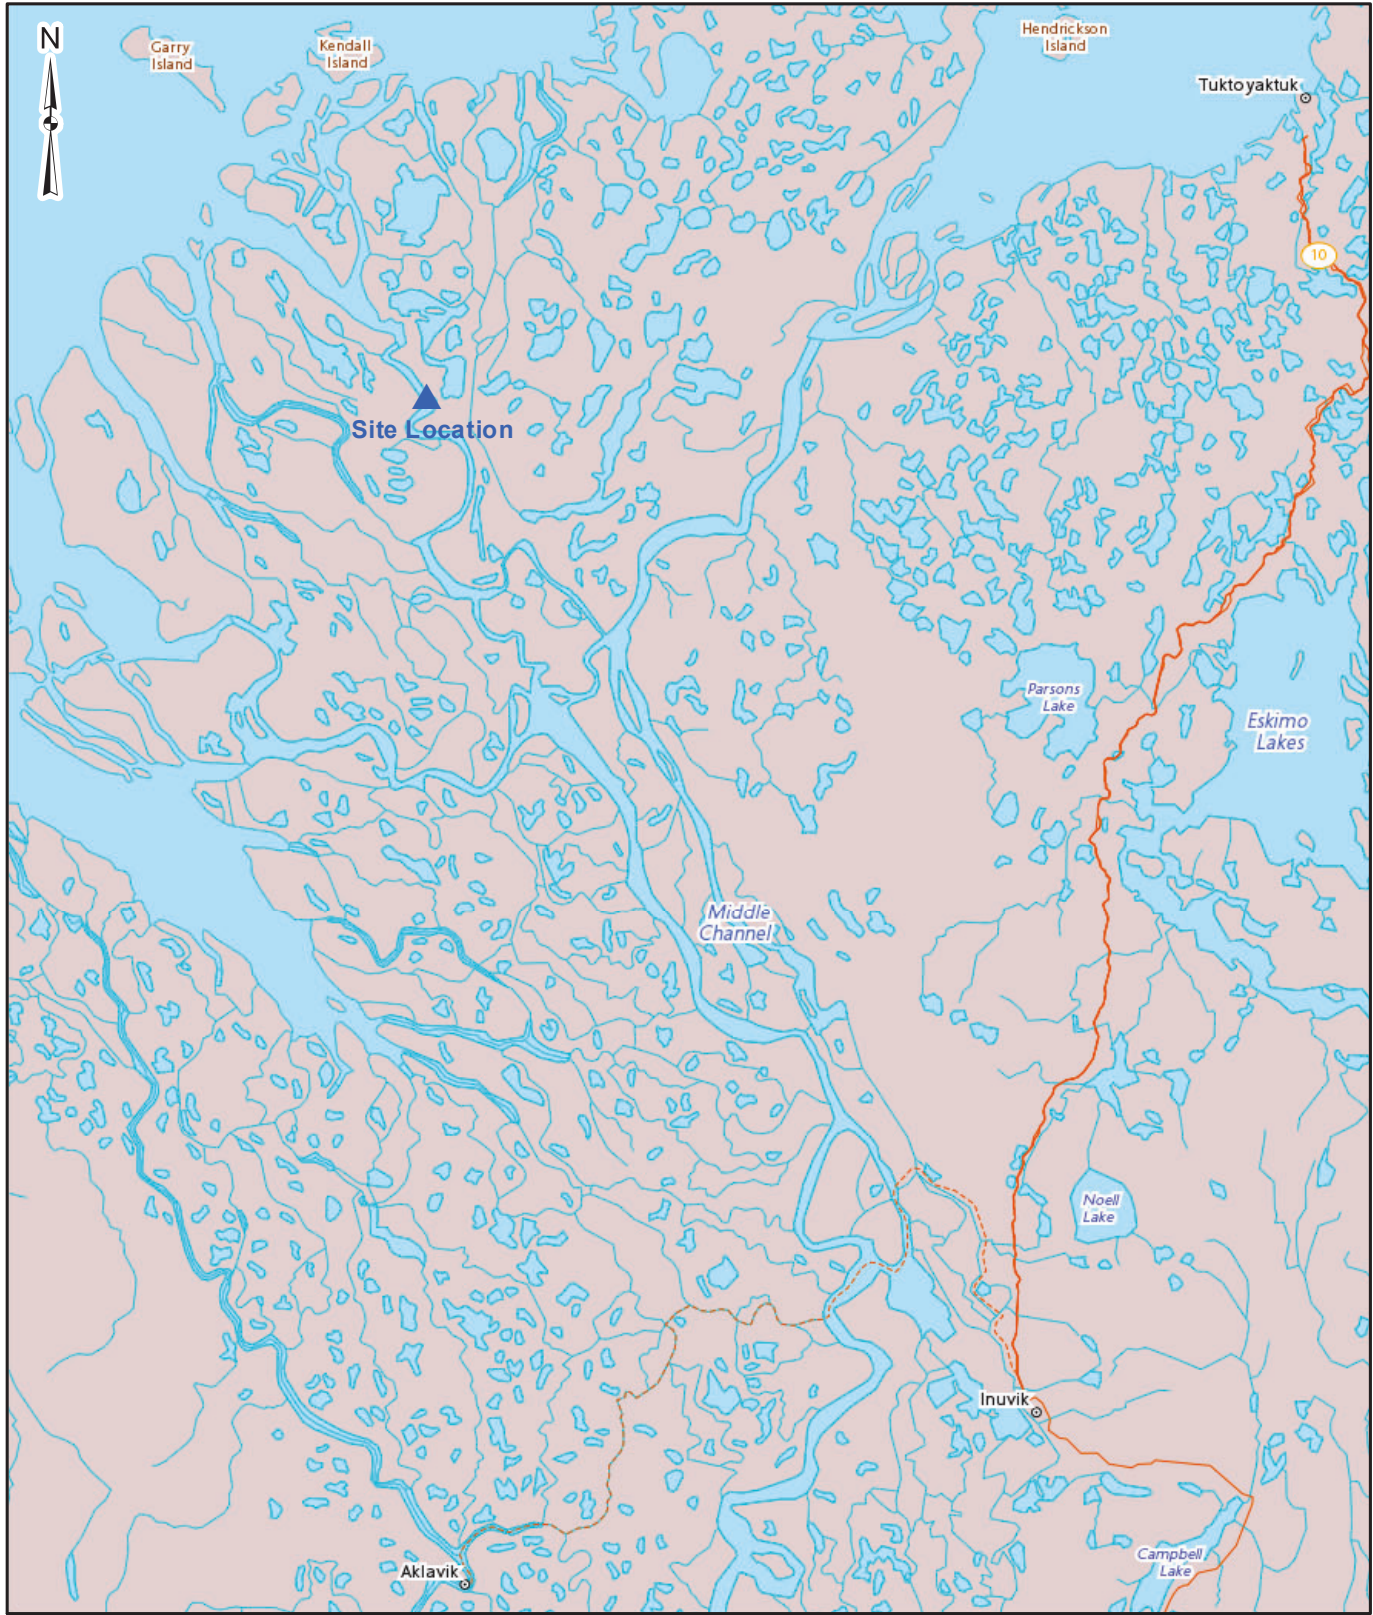 N
Garry
Island
Kendall
Island
Hendrickson
Island
Tuktoyaktuk
10
Site Location
Parsons
Lake
Eskimo
Lakes
Middle
Channel
Noell
Lake
Inuvik
Campbell
Lake
Aklavik